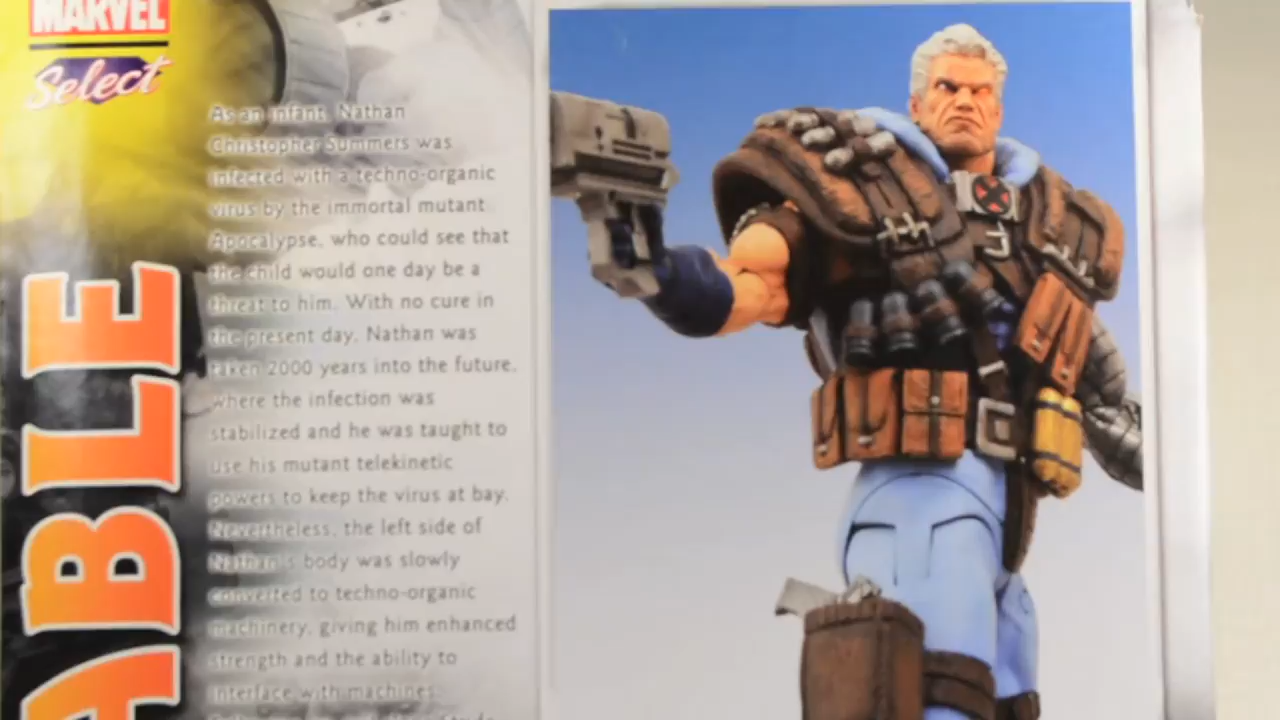 MARVEL
Select
ABLE
As an infant, Nathan
Christopher Summers was
infected with a techno-organic
virus by the immortal mutant
Apocalypse, who could see that
the child would one day be a
threat to him. With no cure in
the present day, Nathan was
taken 2000 years into the future,
where the infection was
stabilized and he was taught to
use his mutant telekinetic
powers to keep the virus at bay.
Nevertheless, the left side of
Nathan's body was slowly
converted to techno-organic
machinery, giving him enhanced
strength and the ability to
interface with machines.